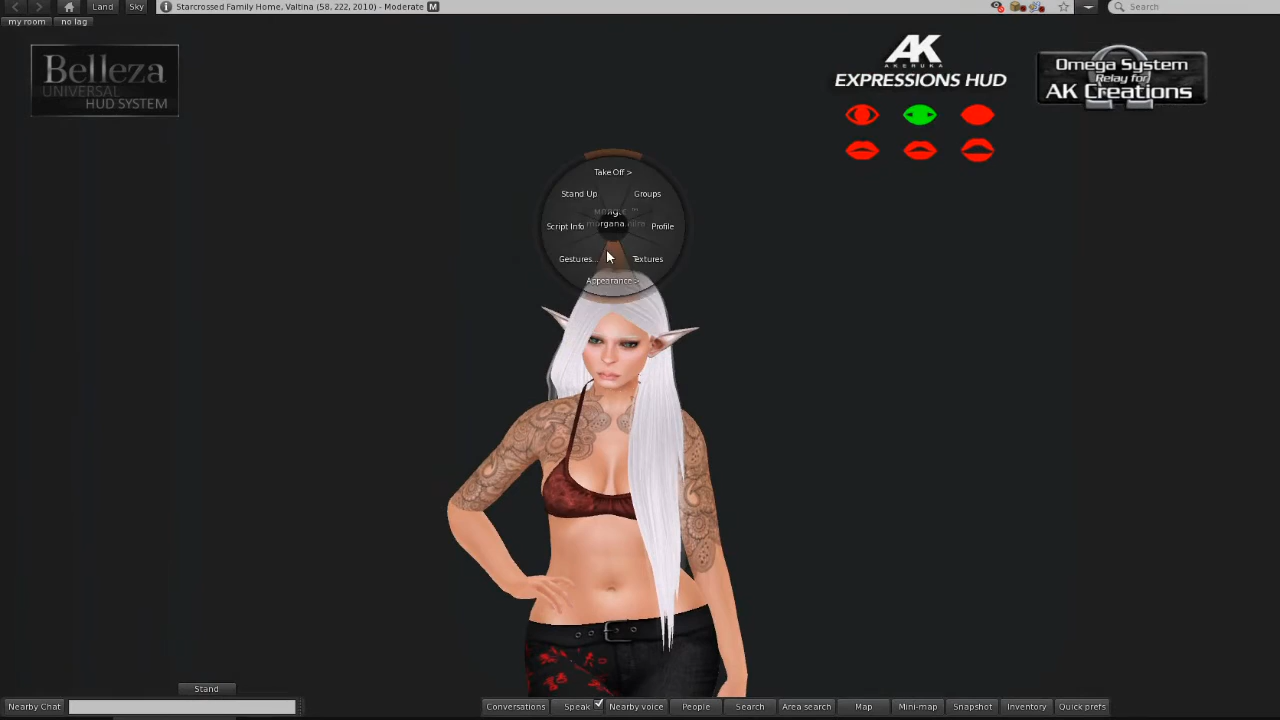 Land
Sky
Starcrossed Family Home, Valtina (58, 222, 2010) - Moderate M
Search
my room
no lag
Belleza
UNIVERSAL
HUD SYSTEM
AK
AKERUKA
EXPRESSIONS HUD
Omega System
Relay for
AK Creations
Take Off >
Stand Up
Groups
Script Info
morgana
Profile
Gestures...
Textures
Appearance >
Stand
Nearby Chat
Conversations
Speak
Nearby voice
People
Search
Area search
Map
Mini-map
Snapshot
Inventory
Quick prefs